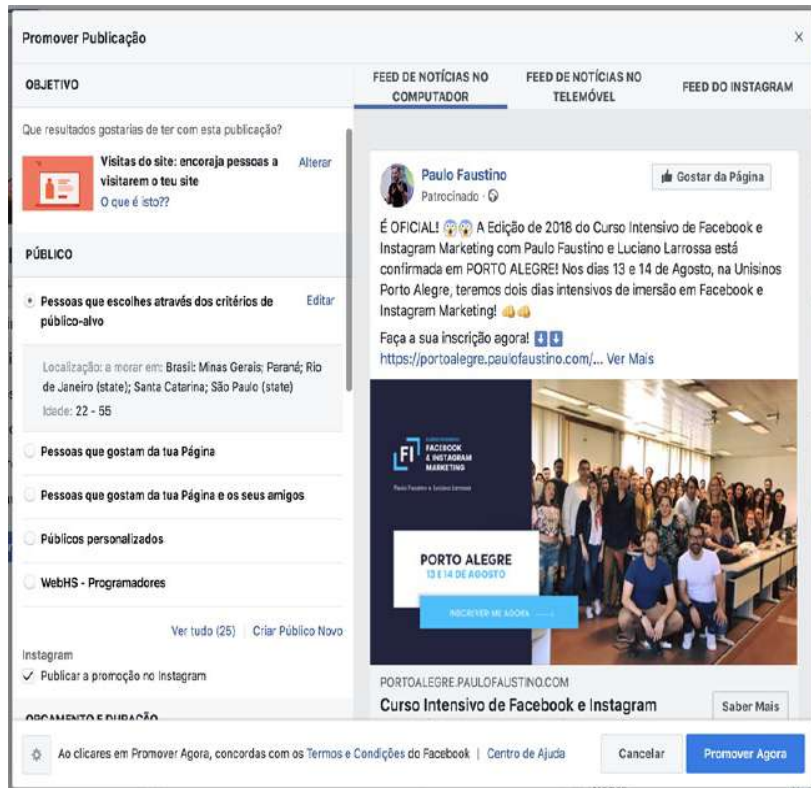 Promover Publicação
OBJETIVO
Que resultados gostarias de ter com esta publicação?
Visitas do site: encoraja pessoas a
visitarem o teu site
Alterar
O que é isto??
PÚBLICO
Pessoas que escolhes através dos critérios de
público-alvo
Editar
Localização: a morar em: Brasil: Minas Gerais; Paraná; Rio
de Janeiro (state); Santa Catarina; São Paulo (state)
Idade: 22 - 55
Pessoas que gostam da tua Página
Pessoas que gostam da tua Página e os seus amigos
Públicos personalizados
WebHS - Programadores
Ver tudo (25) | Criar Público Novo
Instagram
Publicar a promoção no Instagram
ORÇAMENTO E DURAÇÃO
FEED DE NOTÍCIAS NO
COMPUTADOR
FEED DE NOTÍCIAS NO
TELEMÓVEL
FEED DO INSTAGRAM
Paulo Faustino
Patrocinado ·
Gostar da Página
É OFICIAL! 😱😱 A Edição de 2018 do Curso Intensivo de Facebook e
Instagram Marketing com Paulo Faustino e Luciano Larrossa está
confirmada em PORTO ALEGRE! Nos dias 13 e 14 de Agosto, na Unisinos
Porto Alegre, teremos dois dias intensivos de imersão em Facebook e
Instagram Marketing! 👊👊
Faça a sua inscrição agora! ⬇️⬇️
https://portoalegre.paulofaustino.com/... Ver Mais
FI
CURSO INTENSIVO
FACEBOOK
& INSTAGRAM
MARKETING
Paulo Faustino e Luciano Larrossa
PORTO ALEGRE
13 E 14 DE AGOSTO
INSCREVER ME AGORA
PORTOALEGRE.PAULOFAUSTINO.COM
Curso Intensivo de Facebook e Instagram
Saber Mais
Ao clicares em Promover Agora, concordas com os Termos e Condições do Facebook | Centro de Ajuda
Cancelar
Promover Agora